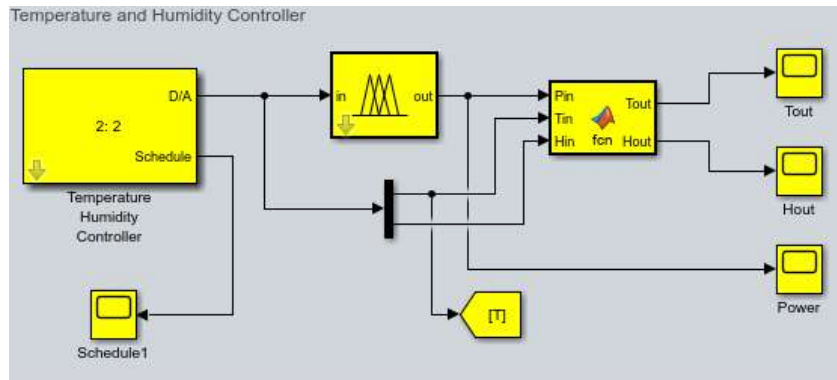 Temperature and Humidity Controller
D/A
2: 2
Schedule
Temperature
Humidity
Controller
in
out
Pin
Tin
Hin
Tout
fcn
Hout
Tout
Hout
Power
[T]
Schedule1